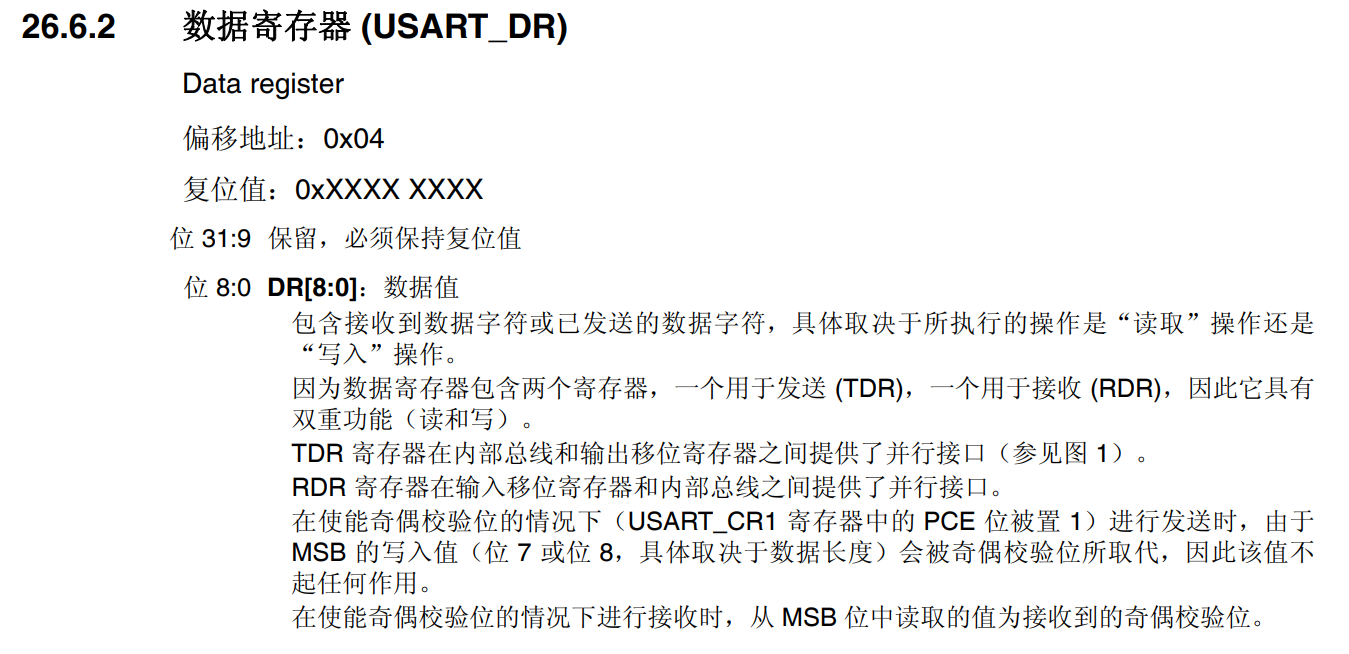 26.6.2 数据寄存器 (USART_DR)
Data register
偏移地址：0x04
复位值：0xXXXX XXXX
位 31:9 保留，必须保持复位值
位 8:0 DR[8:0]：数据值
包含接收到数据字符或已发送的数据字符，具体取决于所执行的操作是“读取”操作还是
“写入”操作。
因为数据寄存器包含两个寄存器，一个用于发送 (TDR)，一个用于接收 (RDR)，因此它具有
双重功能（读和写）。
TDR 寄存器在内部总线和输出移位寄存器之间提供了并行接口（参见图 1）。
RDR 寄存器在输入移位寄存器和内部总线之间提供了并行接口。
在使能奇偶校验位的情况下（USART_CR1 寄存器中的 PCE 位被置 1）进行发送时，由于
MSB 的写入值（位 7 或位 8，具体取决于数据长度）会被奇偶校验位所取代，因此该值不
起任何作用。
在使能奇偶校验位的情况下进行接收时，从 MSB 位中读取的值为接收到的奇偶校验位。